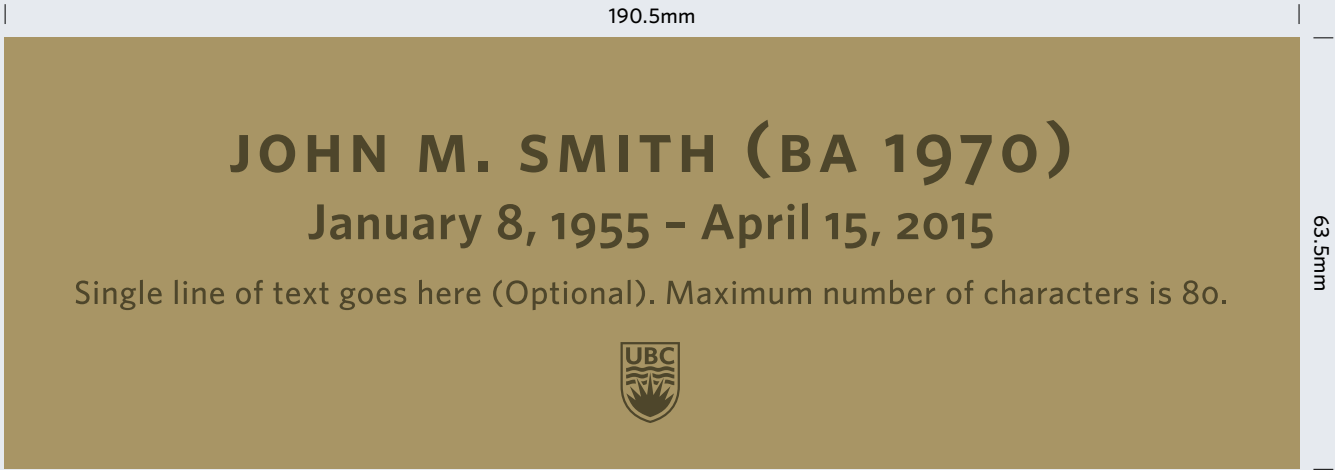 190.5mm
JOHN M. SMITH (BA 1970)
January 8, 1955 – April 15, 2015
Single line of text goes here (Optional). Maximum number of characters is 80.
UBC
63.5mm